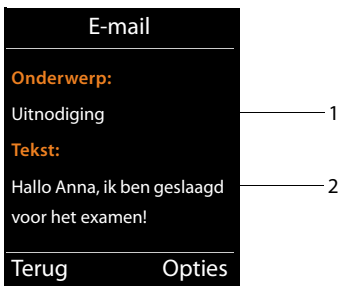 E-mail
Onderwerp:
Uitnodiging
1
Tekst:
Hallo Anna, ik ben geslaagd
2
voor het examen!
Terug Opties